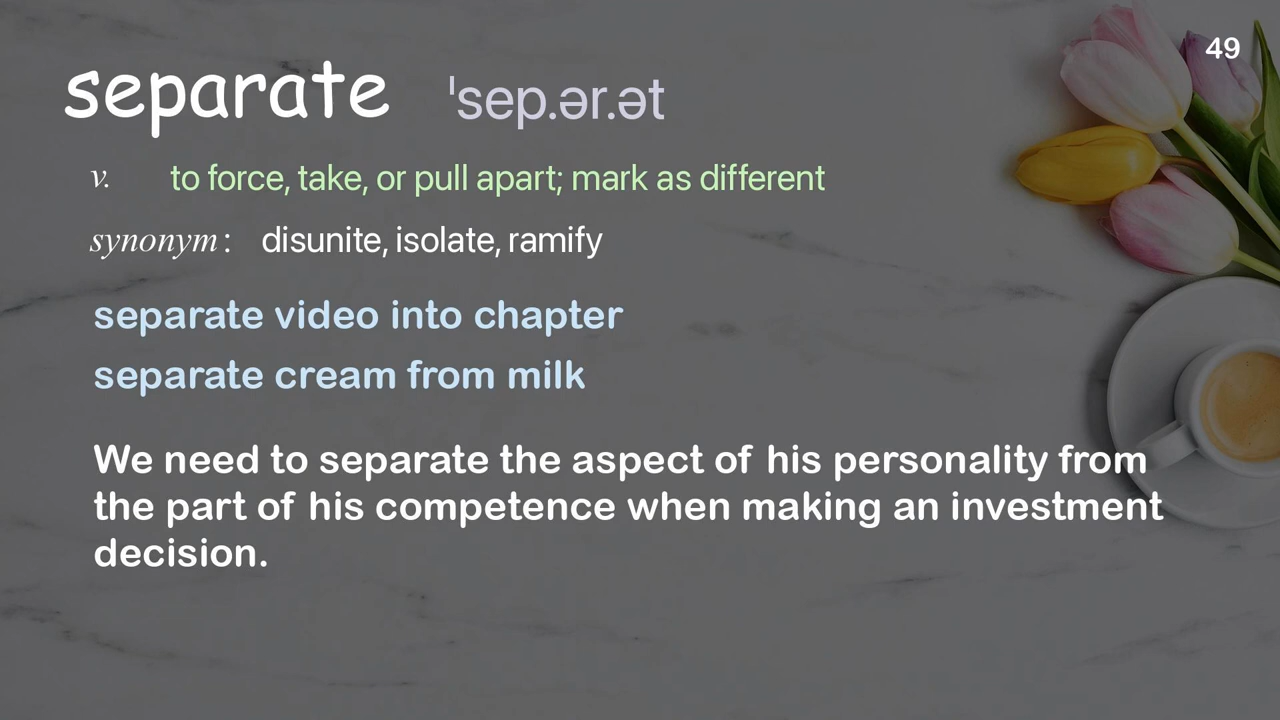 49
separate ˈsep.ər.ət
v. to force, take, or pull apart; mark as different
synonym: disunite, isolate, ramify
separate video into chapter
separate cream from milk
We need to separate the aspect of his personality from
the part of his competence when making an investment
decision.